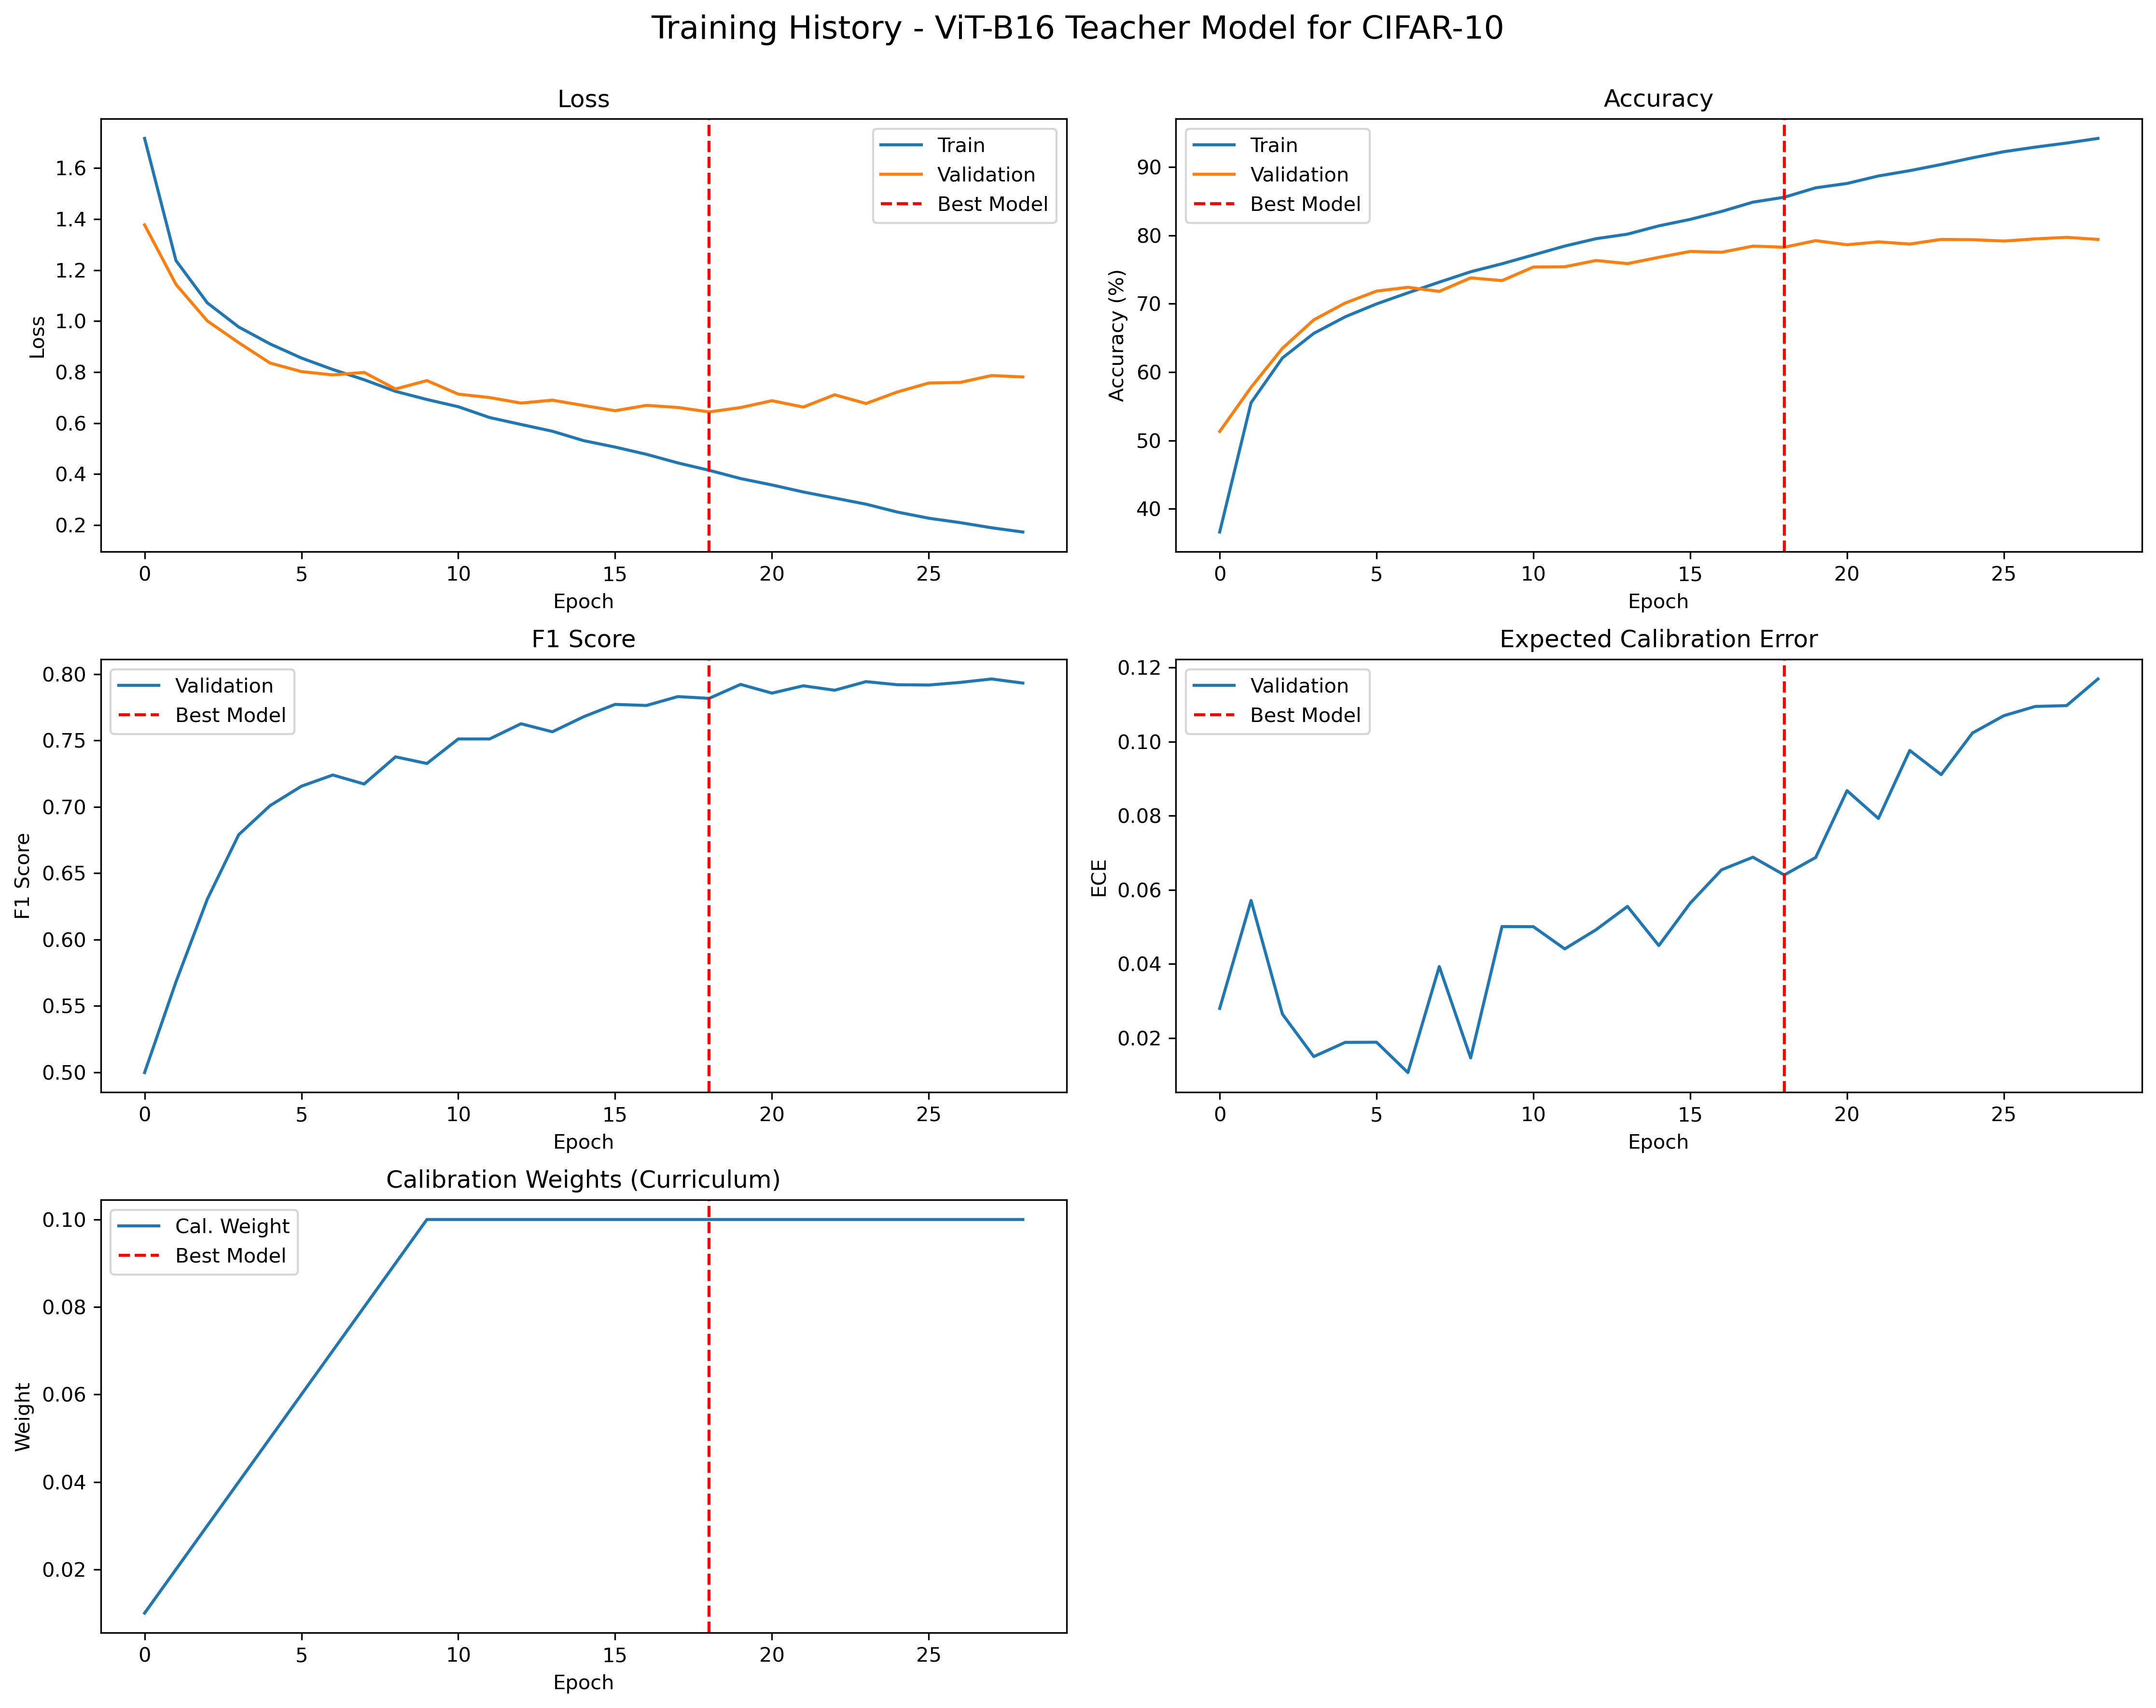 Training History - ViT-B16 Teacher Model for CIFAR-10
Loss
Train
Validation
Best Model
1.6
1.4
1.2
1.0
0.8
0.6
0.4
0.2
Loss
0 5 10 15 20 25
Epoch
Accuracy
Train
Validation
Best Model
90
80
70
60
50
40
Accuracy (%)
0 5 10 15 20 25
Epoch
F1 Score
Validation
Best Model
0.80
0.75
0.70
0.65
0.60
0.55
0.50
F1 Score
0 5 10 15 20 25
Epoch
Expected Calibration Error
Validation
Best Model
0.12
0.10
0.08
0.06
0.04
0.02
ECE
0 5 10 15 20 25
Epoch
Calibration Weights (Curriculum)
Cal. Weight
Best Model
0.10
0.08
0.06
0.04
0.02
Weight
0 5 10 15 20 25
Epoch